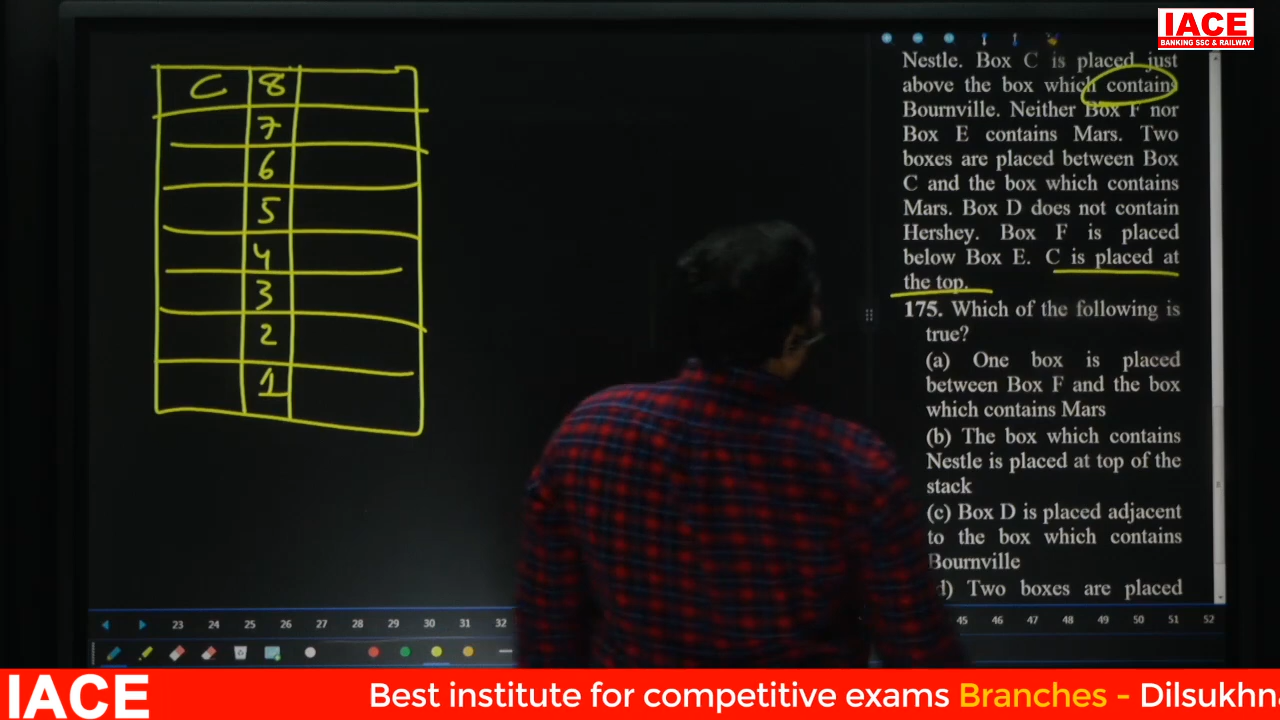 IACE
BANKING SSC & RAILWAY
C 8
7
6
5
4
3
2
1
Nestle. Box C is placed just
above the box which contains
Bournville. Neither Box F nor
Box E contains Mars. Two
boxes are placed between Box
C and the box which contains
Mars. Box D does not contain
Hershey. Box F is placed
below Box E. C is placed at
the top.
175. Which of the following is
true?
(a) One box is placed
between Box F and the box
which contains Mars
(b) The box which contains
Nestle is placed at top of the
stack
(c) Box D is placed adjacent
to the box which contains
Bournville
d) Two boxes are placed
23 24 25 26 27 28 29 30 31 32 45 46 47 48 49 50 51 52
IACE
Best institute for competitive exams Branches - Dilsukhn